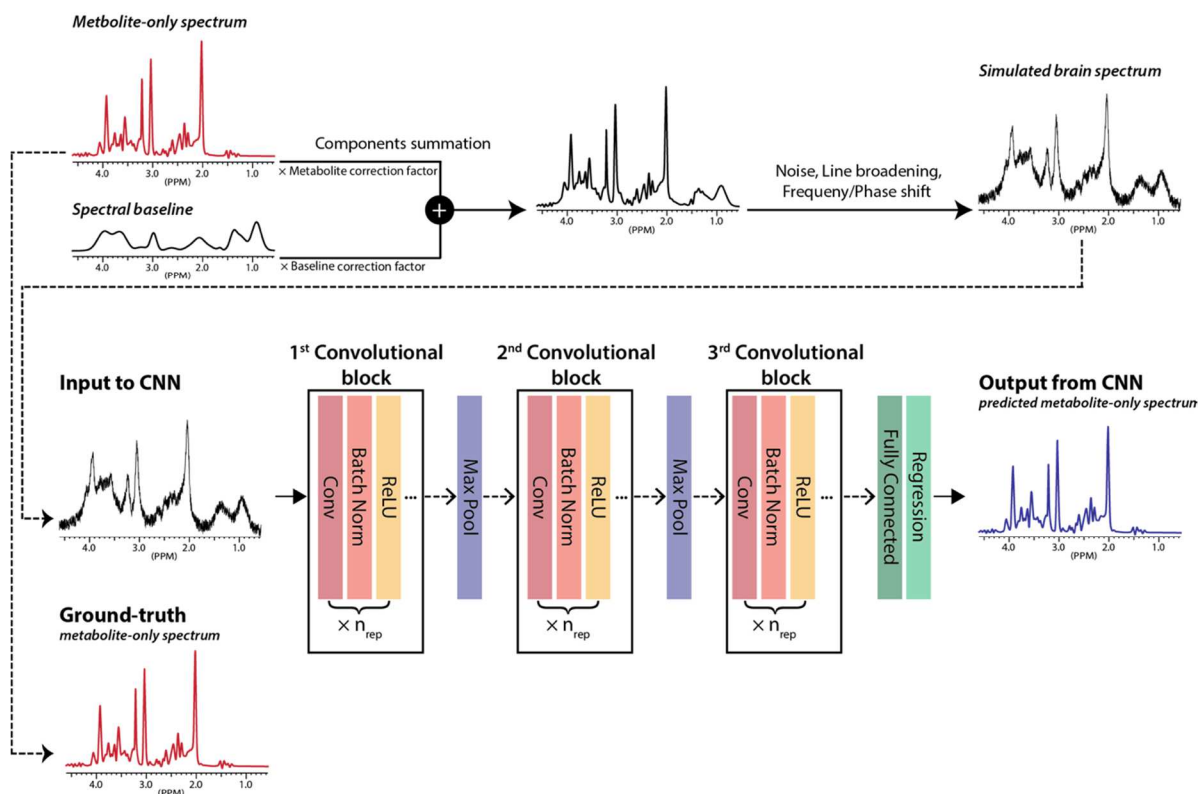 Metbolite-only spectrum
4.0 3.0 2.0 1.0
(PPM)
× Metabolite correction factor
Components summation
+
Spectral baseline
4.0 3.0 2.0 1.0
(PPM)
× Baseline correction factor
4.0 3.0 2.0 1.0
(PPM)
Noise, Line broadening,
Frequeny/Phase shift
Simulated brain spectrum
4.0 3.0 2.0 1.0
(PPM)
Input to CNN
4.0 3.0 2.0 1.0
(PPM)
1st Convolutional
block
Conv
Batch Norm
ReLU
...
× nrep
Max Pool
2nd Convolutional
block
Conv
Batch Norm
ReLU
...
× nrep
Max Pool
3rd Convolutional
block
Conv
Batch Norm
ReLU
...
× nrep
Fully Connected
Regression
Output from CNN
predicted metabolite-only spectrum
4.0 3.0 2.0 1.0
(PPM)
Ground-truth
metabolite-only spectrum
4.0 3.0 2.0 1.0
(PPM)